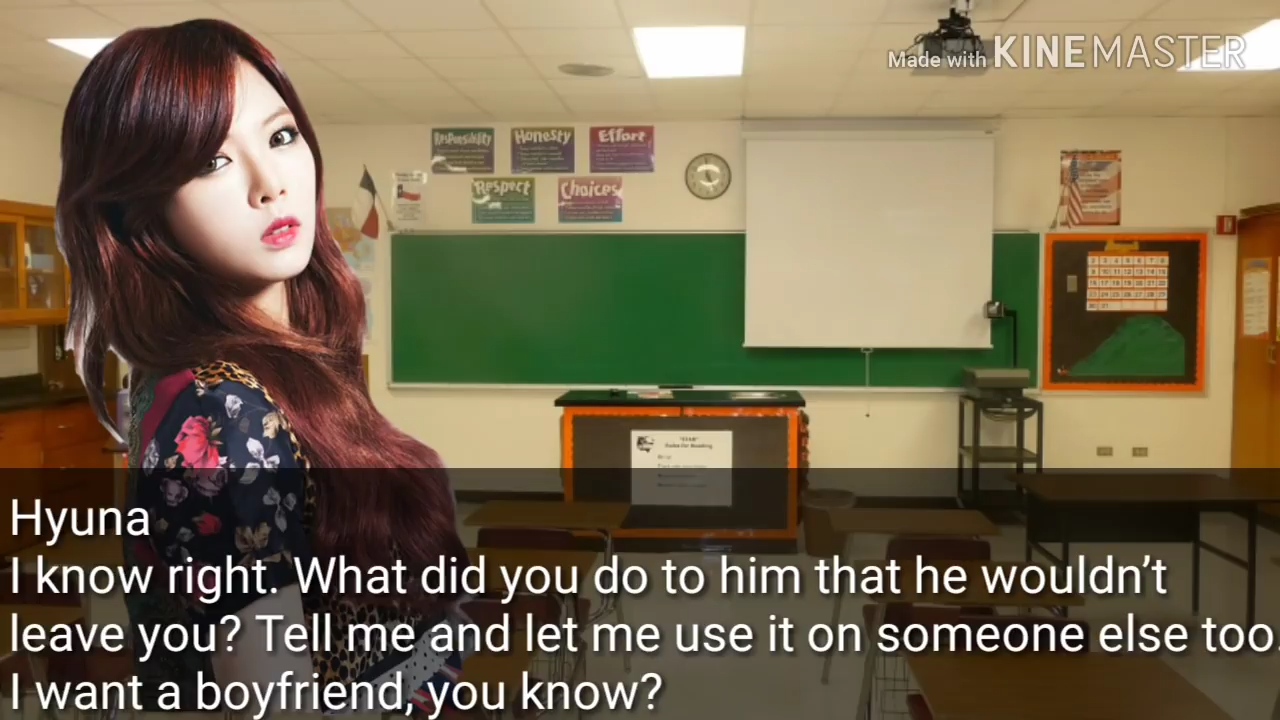 Made with KINEMASTER
Responsibility
Honesty
Effort
Respect
Choices
Hyuna
I know right. What did you do to him that he wouldn’t
leave you? Tell me and let me use it on someone else too.
I want a boyfriend, you know?